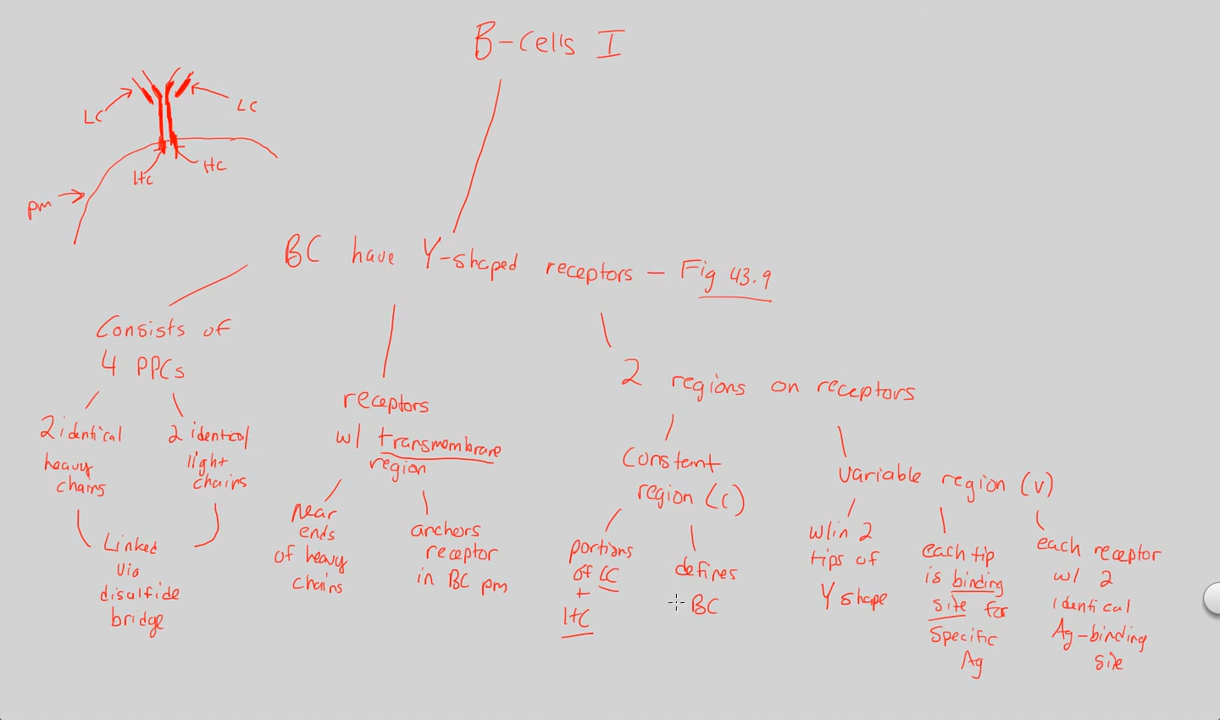 B-cells I
LC
LC
HC
HC
pm
BC have Y-shaped receptors – Fig 43.9
Consists of
4 PPCs
2 identical
heavy
chains
2 identical
light
chains
Linked
via
disulfide
bridge
receptors
w/ transmembrane
region
near
ends
of heavy
chains
anchors
receptor
in BC pm
2 regions on receptors
Constant
region (C)
portions
of LC
+
HC
defines
BC
variable region (v)
w/in 2
tips of
Y shape
each tip
is binding
site for
specific
Ag
each receptor
w/ 2
identical
Ag-binding
site